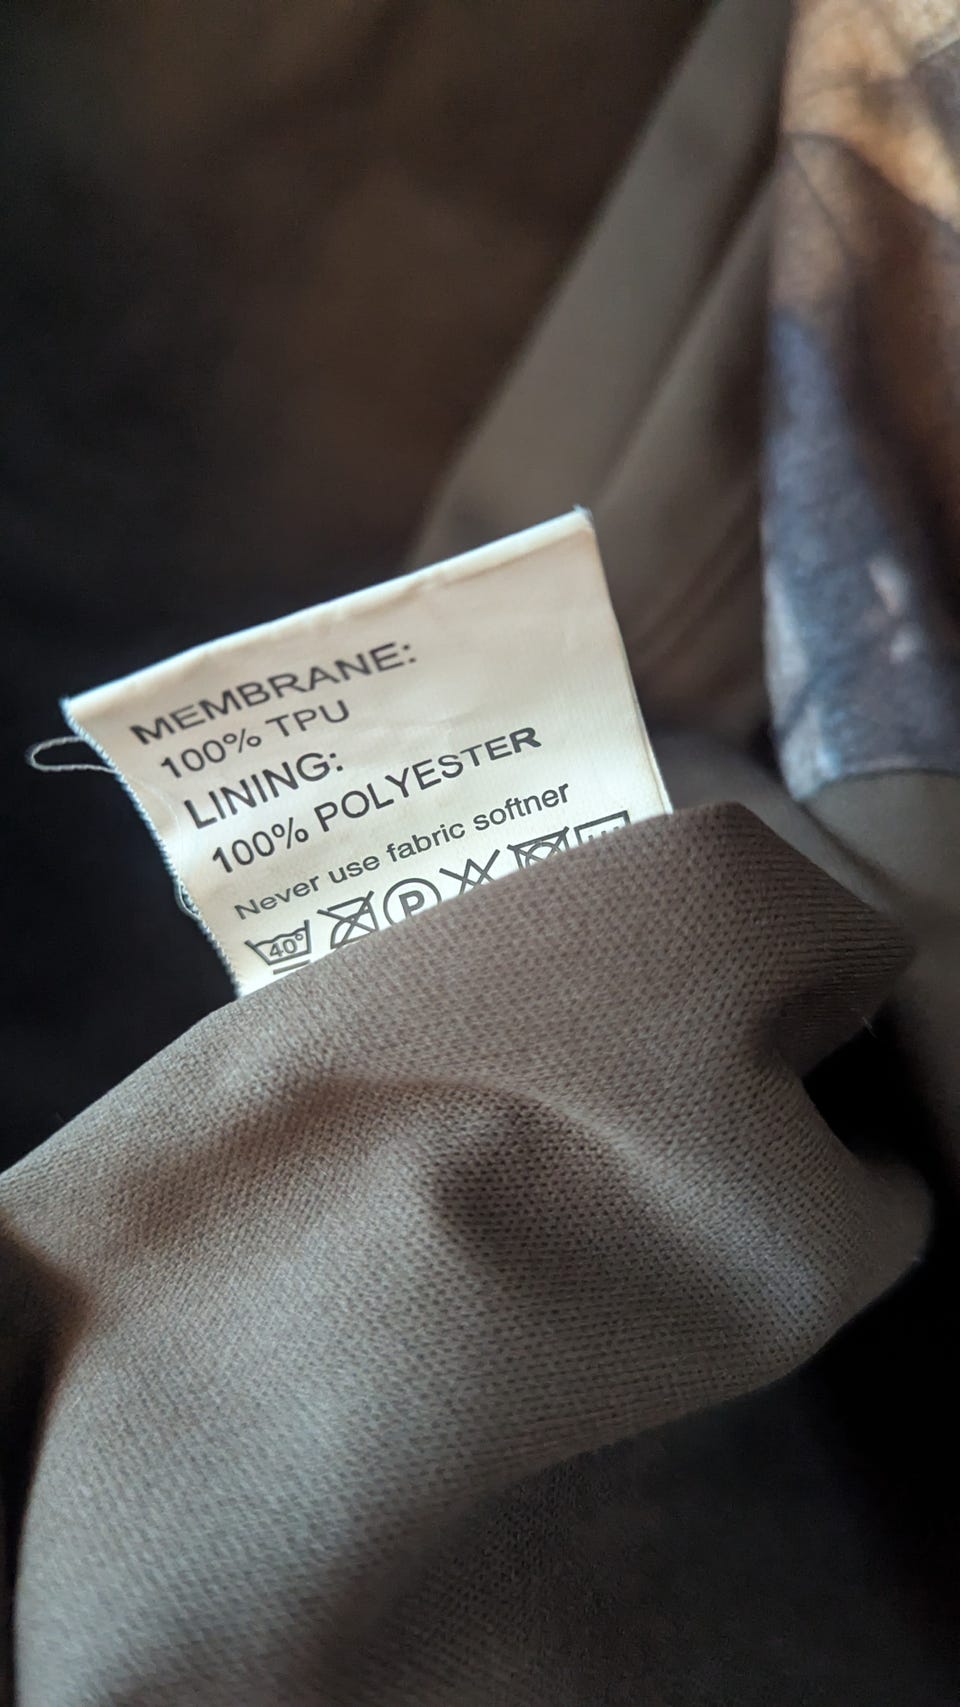 MEMBRANE:
100% TPU
LINING:
100% POLYESTER
Never use fabric softner
40° P